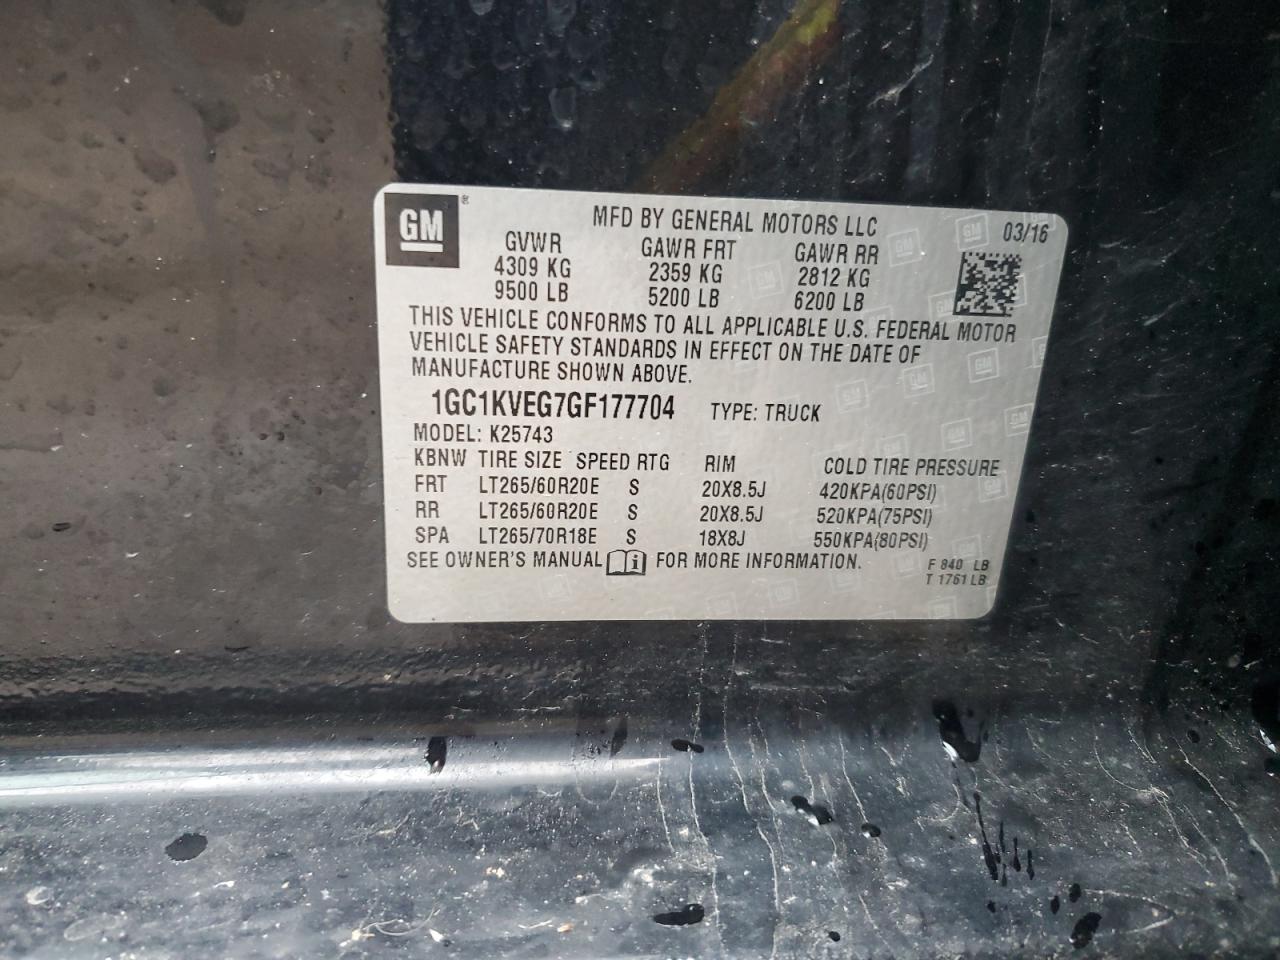 GM ®
MFD BY GENERAL MOTORS LLC 03/16
GVWR GAWR FRT GAWR RR
4309 KG 2359 KG 2812 KG
9500 LB 5200 LB 6200 LB
THIS VEHICLE CONFORMS TO ALL APPLICABLE U.S. FEDERAL MOTOR
VEHICLE SAFETY STANDARDS IN EFFECT ON THE DATE OF
MANUFACTURE SHOWN ABOVE.
1GC1KVEG7GF177704 TYPE: TRUCK
MODEL: K25743
KBNW TIRE SIZE SPEED RTG RIM COLD TIRE PRESSURE
FRT LT265/60R20E S 20X8.5J 420KPA(60PSI)
RR LT265/60R20E S 20X8.5J 520KPA(75PSI)
SPA LT265/70R18E S 18X8J 550KPA(80PSI)
SEE OWNER'S MANUAL i FOR MORE INFORMATION.
F 840 LB
T 1761 LB